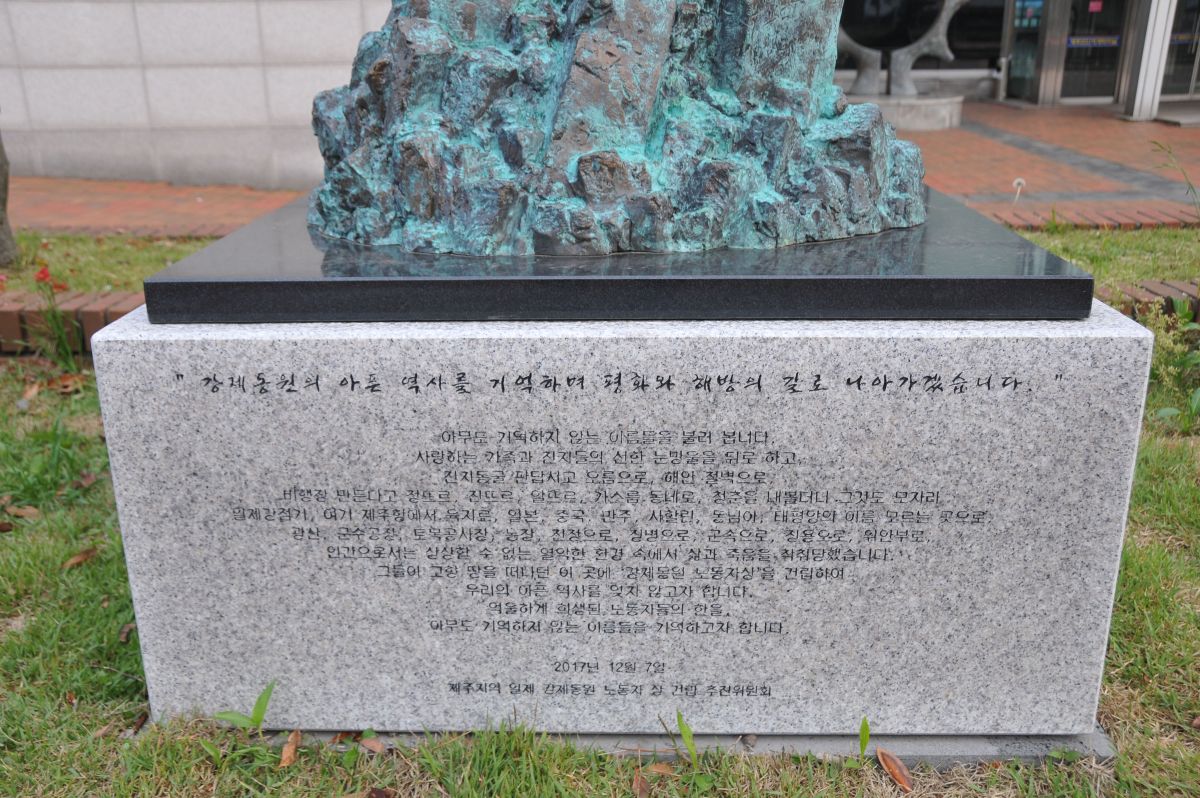 " 강제동원의 아픈 역사를 기억하며 평화와 해방의 길로 나아가겠습니다. "
아무도 기억하지 않는 이름들을 불러 봅니다.
사랑하는 가족과 친지들의 선한 눈망울을 뒤로 하고,
진지동굴 판답시고 오름으로, 해안 절벽으로,
비행장 만든다고 정뜨르, 진뜨르, 알뜨르, 가스름 동네로, 청춘을 내몰더니 그것도 모자라
일제강점기, 여기 제주항에서 육지로, 일본, 중국, 만주, 사할린, 동남아, 태평양의 이름 모르는 곳으로
광산, 군수공장, 토목공사장, 농장, 전장으로, 징병으로, 군속으로, 징용으로, 위안부로,
인간으로서는 상상할 수 없는 열악한 환경 속에서 삶과 죽음을 취취당했습니다.
그들이 고향 땅을 떠나던 이 곳에 '강제동원 노동자상'을 건립하여
우리의 아픈 역사를 잊지 않고자 합니다.
억울하게 희생된 노동자들의 한을,
아무도 기억하지 않는 이름들을 기억하고자 합니다.
2017년 12월 7일
제주지역 일제 강제동원 노동자 상 건립 추진위원회